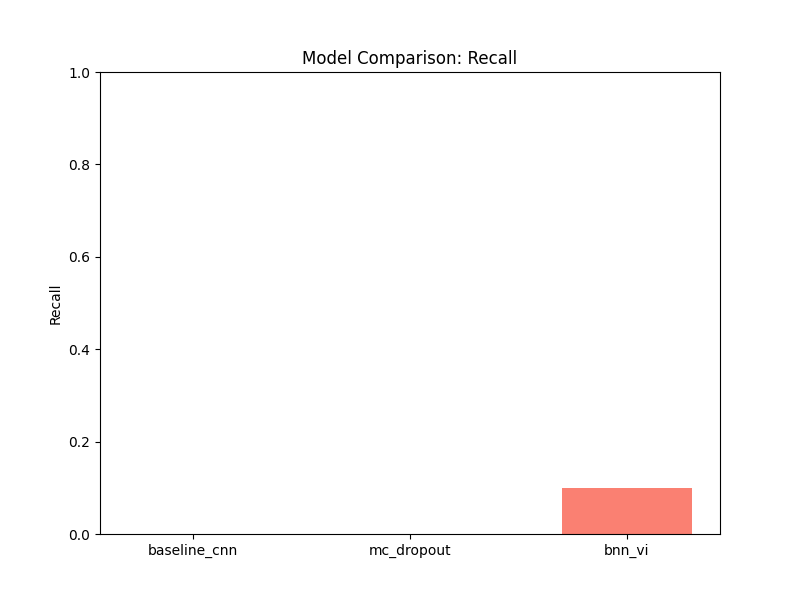 Model Comparison: Recall
1.0
0.8
0.6
0.4
0.2
0.0
Recall
baseline_cnn
mc_dropout
bnn_vi